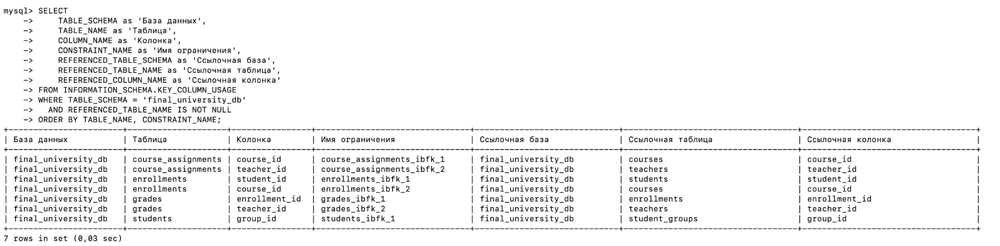 mysql> SELECT
    ->     TABLE_SCHEMA as 'База данных',
    ->     TABLE_NAME as 'Таблица',
    ->     COLUMN_NAME as 'Колонка',
    ->     CONSTRAINT_NAME as 'Имя ограничения',
    ->     REFERENCED_TABLE_SCHEMA as 'Ссылочная база',
    ->     REFERENCED_TABLE_NAME as 'Ссылочная таблица',
    ->     REFERENCED_COLUMN_NAME as 'Ссылочная колонка'
    -> FROM INFORMATION_SCHEMA.KEY_COLUMN_USAGE
    -> WHERE TABLE_SCHEMA = 'final_university_db'
    ->   AND REFERENCED_TABLE_NAME IS NOT NULL
    -> ORDER BY TABLE_NAME, CONSTRAINT_NAME;
| База данных | Таблица | Колонка | Имя ограничения | Ссылочная база | Ссылочная таблица | Ссылочная колонка |
| final_university_db | course_assignments | course_id | course_assignments_ibfk_1 | final_university_db | courses | course_id |
| final_university_db | course_assignments | teacher_id | course_assignments_ibfk_2 | final_university_db | teachers | teacher_id |
| final_university_db | enrollments | student_id | enrollments_ibfk_1 | final_university_db | students | student_id |
| final_university_db | enrollments | course_id | enrollments_ibfk_2 | final_university_db | courses | course_id |
| final_university_db | grades | enrollment_id | grades_ibfk_1 | final_university_db | enrollments | enrollment_id |
| final_university_db | grades | teacher_id | grades_ibfk_2 | final_university_db | teachers | teacher_id |
| final_university_db | students | group_id | students_ibfk_1 | final_university_db | student_groups | group_id |
7 rows in set (0,03 sec)